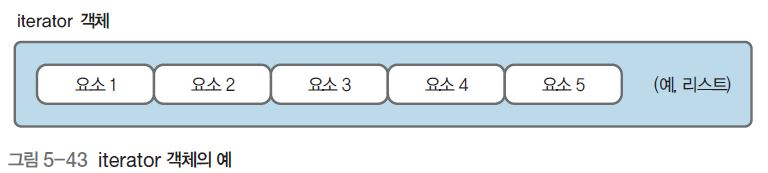 iterator 객체
요소 1 요소 2 요소 3 요소 4 요소 5 (예, 리스트)
그림 5-43 iterator 객체의 예